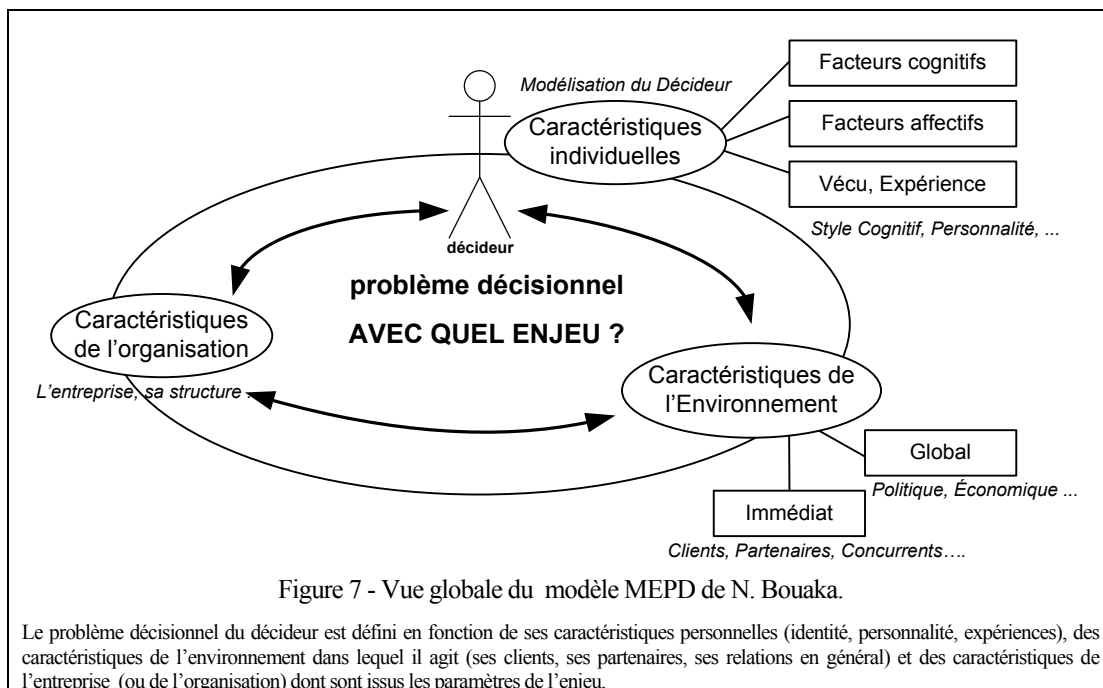 Facteurs cognitifs
Modélisation du Décideur
Caractéristiques
individuelles
Facteurs affectifs
Vécu, Expérience
Style Cognitif, Personnalité, ...
décideur
problème décisionnel
AVEC QUEL ENJEU ?
Caractéristiques
de l'organisation
L'entreprise, sa structure .
Caractéristiques de
l'Environnement
Global
Politique, Économique ...
Immédiat
Clients, Partenaires, Concurrents….
Figure 7 - Vue globale du modèle MEPD de N. Bouaka.
Le problème décisionnel du décideur est défini en fonction de ses caractéristiques personnelles (identité, personnalité, expériences), des
caractéristiques de l'environnement dans lequel il agit (ses clients, ses partenaires, ses relations en général) et des caractéristiques de
l'entreprise (ou de l'organisation) dont sont issus les paramètres de l'enjeu.